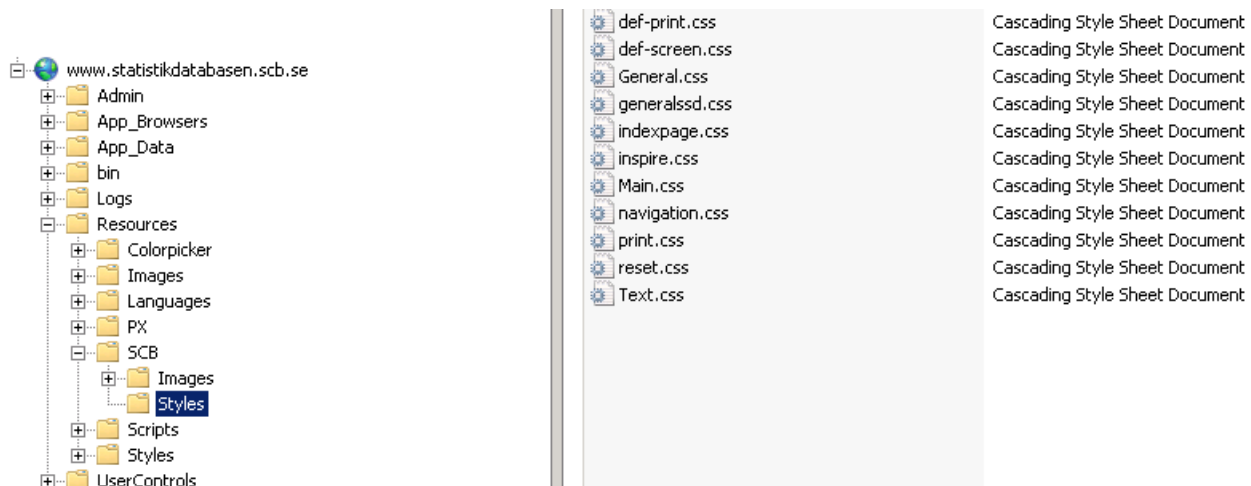 www.statistikdatabasen.scb.se
Admin
App_Browsers
App_Data
bin
Logs
Resources
Colorpicker
Images
Languages
PX
SCB
Images
Styles
Scripts
Styles
UserControls
def-print.css Cascading Style Sheet Document
def-screen.css Cascading Style Sheet Document
General.css Cascading Style Sheet Document
generalssd.css Cascading Style Sheet Document
indexpage.css Cascading Style Sheet Document
inspire.css Cascading Style Sheet Document
Main.css Cascading Style Sheet Document
navigation.css Cascading Style Sheet Document
print.css Cascading Style Sheet Document
reset.css Cascading Style Sheet Document
Text.css Cascading Style Sheet Document